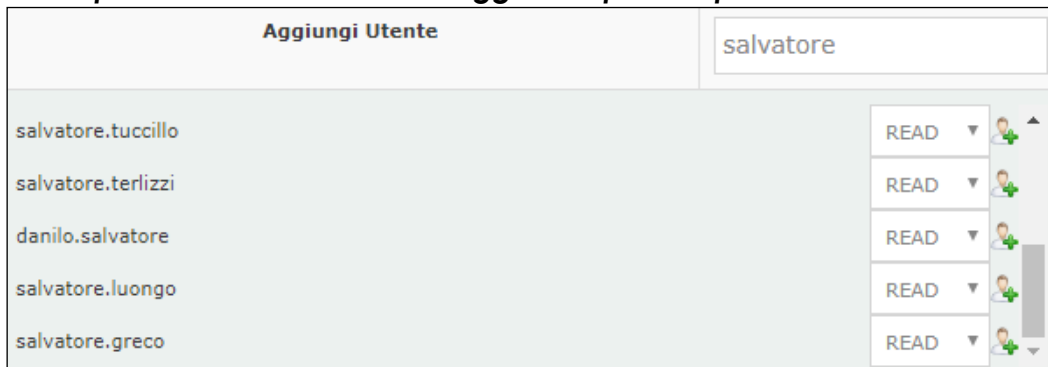 Aggiungi Utente
salvatore
salvatore.tuccillo
READ
salvatore.terlizzi
READ
danilo.salvatore
READ
salvatore.luongo
READ
salvatore.greco
READ